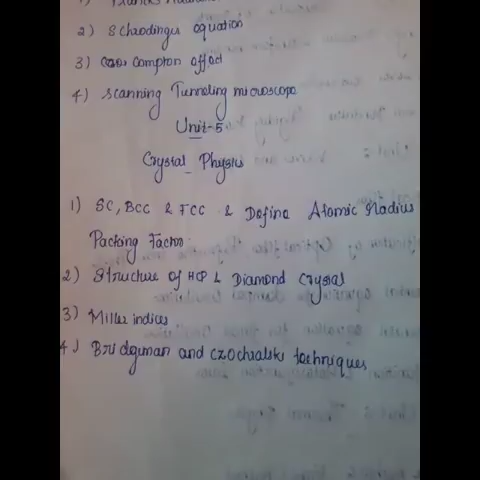 2) Schrodinger equation
3) Compton effect
4) Scanning Tunneling microscope
Unit-5
Crystal Physics
1) SC, BCC & FCC & Define Atomic Radius
Packing Factor
2) Structure of HCP & Diamond Crystal
3) Miller indices
4) Bridgman and czochralski techniques